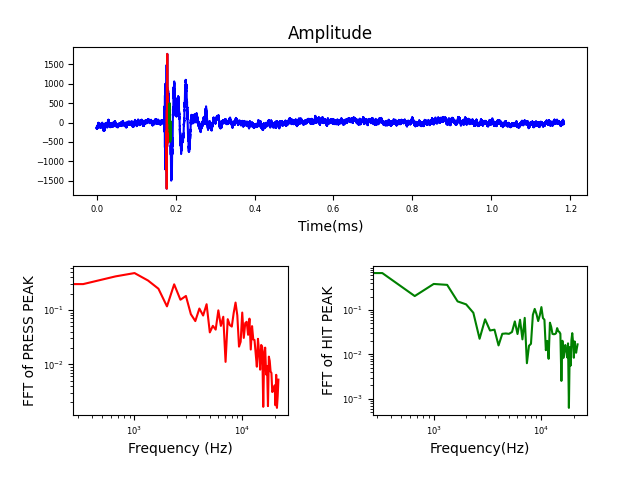 Amplitude
1500
1000
500
0
−500
−1000
−1500
0.0 0.2 0.4 0.6 0.8 1.0 1.2
Time(ms)
FFT of PRESS PEAK
10⁻¹
10⁻²
10³ 10⁴
Frequency (Hz)
FFT of HIT PEAK
10⁻¹
10⁻²
10⁻³
10³ 10⁴
Frequency(Hz)